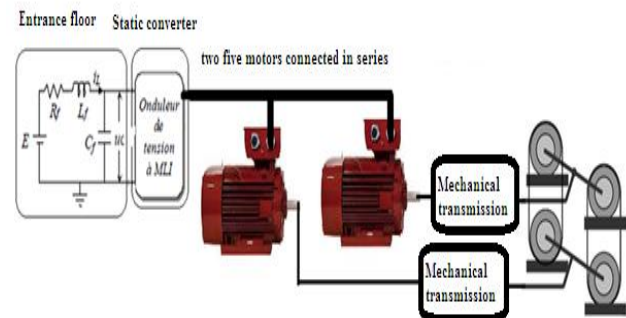 Entrance floor
Static converter
two five motors connected in series
E
Rf
Lf
iL
Cf
uc
Onduleur
de
tension
à MLI
Mechanical
transmission
Mechanical
transmission